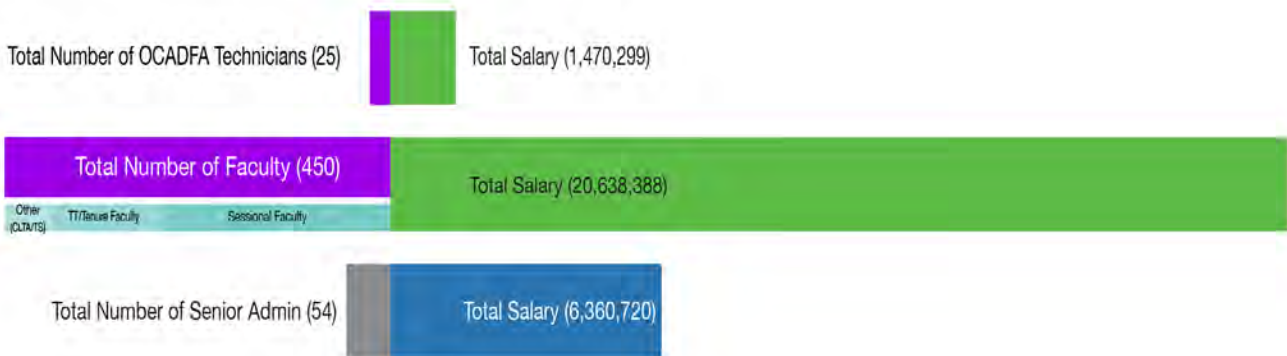 Total Number of OCADFA Technicians (25)
Total Salary (1,470,299)
Total Number of Faculty (450)
Total Salary (20,638,388)
Other
(CLTA/TS)
TT/Tenure Faculty
Sessional Faculty
Total Number of Senior Admin (54)
Total Salary (6,360,720)